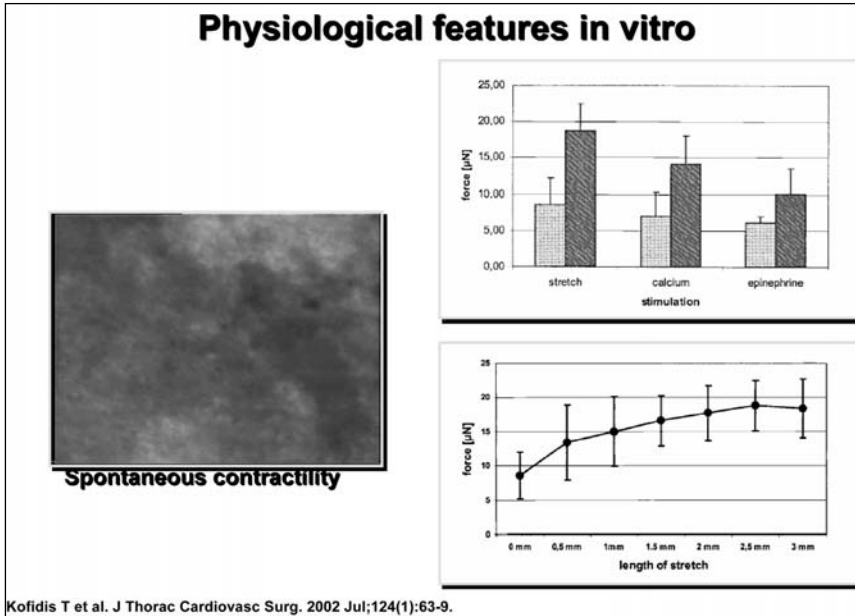 Physiological features in vitro
25,00
20,00
15,00
10,00
5,00
0,00
force [µN]
stretch calcium epinephrine
stimulation
Spontaneous contractility
25
20
15
10
5
0
force [µN]
0 mm 0,5 mm 1mm 1,5 mm 2 mm 2,5 mm 3 mm
length of stretch
Kofidis T et al. J Thorac Cardiovasc Surg. 2002 Jul;124(1):63-9.